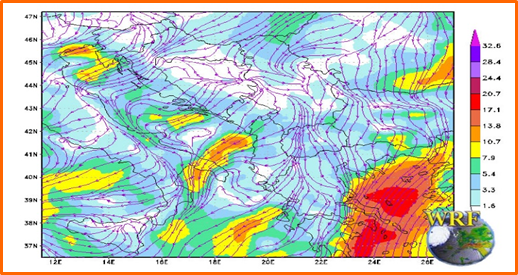 47N
46N
45N
44N
43N
42N
41N
40N
39N
38N
37N
12E 14E 16E 18E 20E 22E 24E 26E
32.6
28.4
24.4
20.7
17.1
13.8
10.7
7.9
5.4
3.3
1.6
WRF